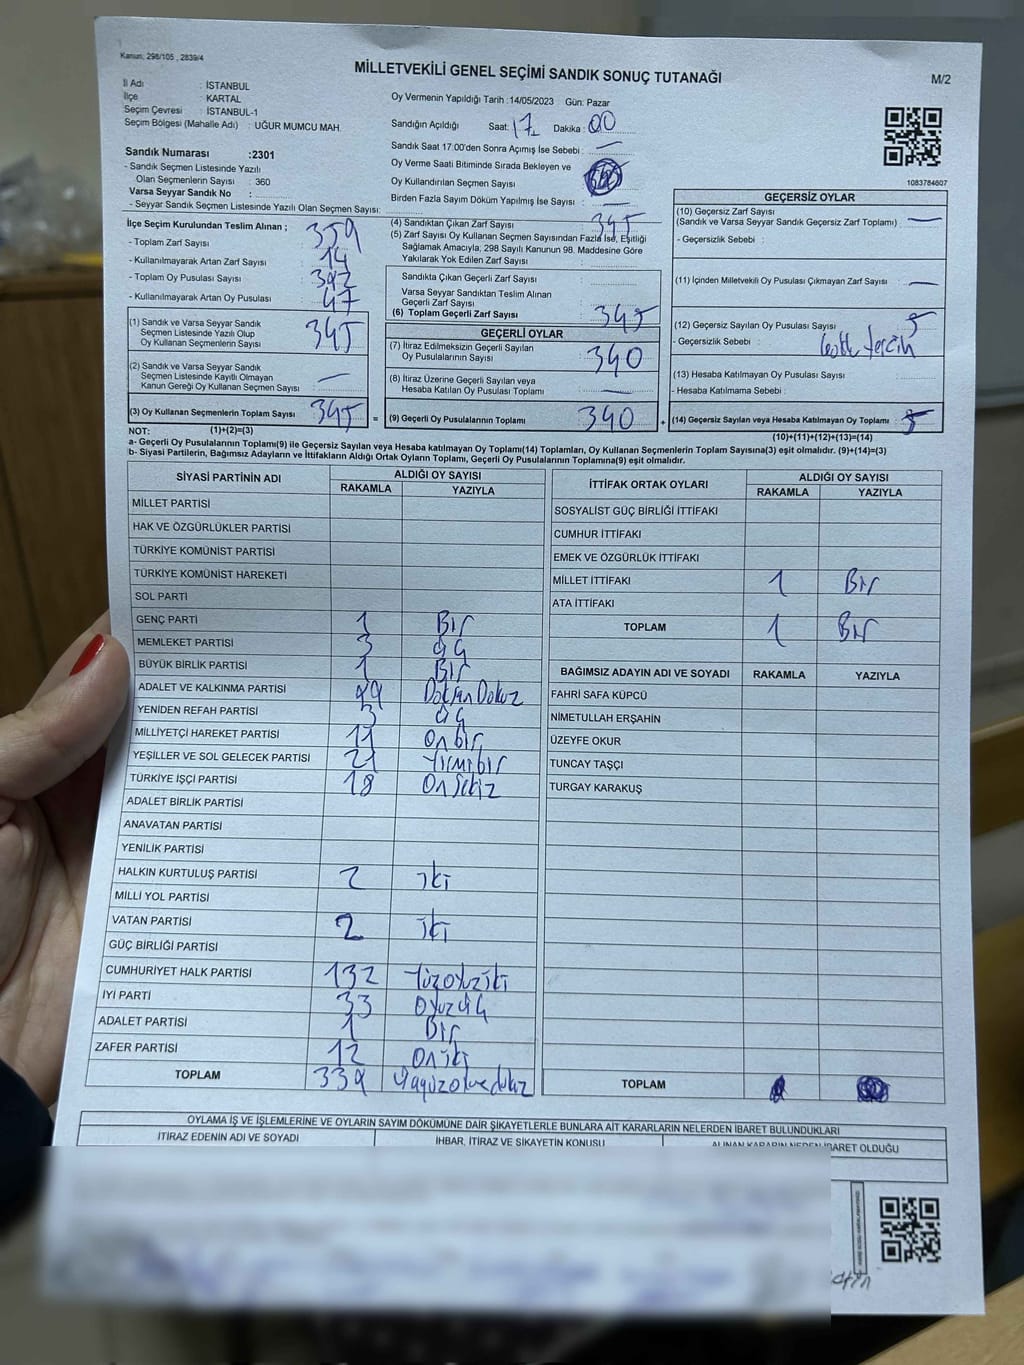 Kanun; 298/105 , 2839/4
MİLLETVEKİLİ GENEL SEÇİMİ SANDIK SONUÇ TUTANAĞI
M/2
İl Adı : İSTANBUL
İlçe : KARTAL
Seçim Çevresi : İSTANBUL-1
Seçim Bölgesi (Mahalle Adı) : UĞUR MUMCU MAH.
Sandık Numarası :2301
- Sandık Seçmen Listesinde Yazılı
Olan Seçmenlerin Sayısı : 360
Varsa Seyyar Sandık No :
- Seyyar Sandık Seçmen Listesinde Yazılı Olan Seçmen Sayısı:
Oy Vermenin Yapıldığı Tarih :14/05/2023 Gün: Pazar
Sandığın Açıldığı Saat: 17 Dakika : 00
Sandık Saat 17.00'den Sonra Açımış İse Sebebi : —
Oy Verme Saati Bitiminde Sırada Bekleyen ve
Oy Kullandırılan Seçmen Sayısı
Birden Fazla Sayım Döküm Yapılmış İse Sayısı : —
1083784607
İlçe Seçim Kurulundan Teslim Alınan ;
- Toplam Zarf Sayısı : 359
- Kullanılmayarak Artan Zarf Sayısı : 14
- Toplam Oy Pusulası Sayısı : 392
- Kullanılmayarak Artan Oy Pusulası : 47
(1) Sandık ve Varsa Seyyar Sandık
Seçmen Listesinde Yazılı Olup
Oy Kullanan Seçmenlerin Sayısı : 345
(2) Sandık ve Varsa Seyyar Sandık
Seçmen Listesinde Kayıtlı Olmayan
Kanun Gereği Oy Kullanan Seçmen Sayısı : —
(3) Oy Kullanan Seçmenlerin Toplam Sayısı : 345 =
(4) Sandıktan Çıkan Zarf Sayısı : 345
(5) Zarf Sayısı Oy Kullanan Seçmen Sayısından Fazla İse, Eşitliği
Sağlamak Amacıyla, 298 Sayılı Kanunun 98. Maddesine Göre
Yakılarak Yok Edilen Zarf Sayısı :
Sandıkta Çıkan Geçerli Zarf Sayısı :
Varsa Seyyar Sandıktan Teslim Alınan
Geçerli Zarf Sayısı :
(6) Toplam Geçerli Zarf Sayısı : 345
GEÇERLİ OYLAR
(7) İtiraz Edilmeksizin Geçerli Sayılan
Oy Pusulalarının Sayısı : 340
(8) İtiraz Üzerine Geçerli Sayılan veya
Hesaba Katılan Oy Pusulası Toplamı : —
(9) Geçerli Oy Pusulalarının Toplamı : 340 +
GEÇERSİZ OYLAR
(10) Geçersiz Zarf Sayısı
(Sandık ve Varsa Seyyar Sandık Geçersiz Zarf Toplamı) : —
- Geçersizlik Sebebi :
(11) İçinden Milletvekili Oy Pusulası Çıkmayan Zarf Sayısı : —
(12) Geçersiz Sayılan Oy Pusulası Sayısı : 5
- Geçersizlik Sebebi : tercih
(13) Hesaba Katılmayan Oy Pusulası Sayısı :
- Hesaba Katılmama Sebebi :
(14) Geçersiz Sayılan veya Hesaba Katılmayan Oy Toplamı : 5
NOT: (1)+(2)=(3) (10)+(11)+(12)+(13)=(14)
a- Geçerli Oy Pusulalarının Toplamı(9) ile Geçersiz Sayılan veya Hesaba katılmayan Oy Toplamı(14) Toplamları, Oy Kullanan Seçmenlerin Toplam Sayısına(3) eşit olmalıdır. (9)+(14)=(3)
b- Siyasi Partilerin, Bağımsız Adayların ve İttifakların Aldığı Ortak Oyların Toplamı, Geçerli Oy Pusulalarının Toplamına(9) eşit olmalıdır.
SİYASİ PARTİNİN ADI ALDIĞI OY SAYISI
RAKAMLA YAZIYLA
MİLLET PARTİSİ
HAK VE ÖZGÜRLÜKLER PARTİSİ
TÜRKİYE KOMÜNİST PARTİSİ
TÜRKİYE KOMÜNİST HAREKETİ
SOL PARTİ
GENÇ PARTİ 1 Bir
MEMLEKET PARTİSİ 3 üç
BÜYÜK BİRLİK PARTİSİ 1 Bir
ADALET VE KALKINMA PARTİSİ 99 Doksan Dokuz
YENİDEN REFAH PARTİSİ 3 üç
MİLLİYETÇİ HAREKET PARTİSİ 11 Onbir
YEŞİLLER VE SOL GELECEK PARTİSİ 21 Yirmibir
TÜRKİYE İŞÇİ PARTİSİ 18 Onsekiz
ADALET BİRLİK PARTİSİ
ANAVATAN PARTİSİ
YENİLİK PARTİSİ
HALKIN KURTULUŞ PARTİSİ 2 iki
MİLLİ YOL PARTİSİ
VATAN PARTİSİ 2 iki
GÜÇ BİRLİĞİ PARTİSİ
CUMHURİYET HALK PARTİSİ 132 Yüzotuziki
İYİ PARTİ 33 Otuzüç
ADALET PARTİSİ 1 Bir
ZAFER PARTİSİ 12 Oniki
TOPLAM 339 Üçyüzotuzdokuz
İTTİFAK ORTAK OYLARI ALDIĞI OY SAYISI
RAKAMLA YAZIYLA
SOSYALİST GÜÇ BİRLİĞİ İTTİFAKI
CUMHUR İTTİFAKI
EMEK VE ÖZGÜRLÜK İTTİFAKI
MİLLET İTTİFAKI 1 Bir
ATA İTTİFAKI
TOPLAM 1 Bir
BAĞIMSIZ ADAYIN ADI VE SOYADI RAKAMLA YAZIYLA
FAHRİ SAFA KÜPCÜ
NİMETULLAH ERŞAHİN
ÜZEYFE OKUR
TUNCAY TAŞÇI
TURGAY KARAKUŞ
TOPLAM
OYLAMA İŞ VE İŞLEMLERİNE VE OYLARIN SAYIM DÖKÜMÜNE DAİR ŞİKAYETLERLE BUNLARA AİT KARARLARIN NELERDEN İBARET BULUNDUKLARI
İTİRAZ EDENİN ADI VE SOYADI İHBAR, İTİRAZ VE ŞİKAYETİN KONUSU ALINAN KARARIN NEDEN İBARET OLDUĞU